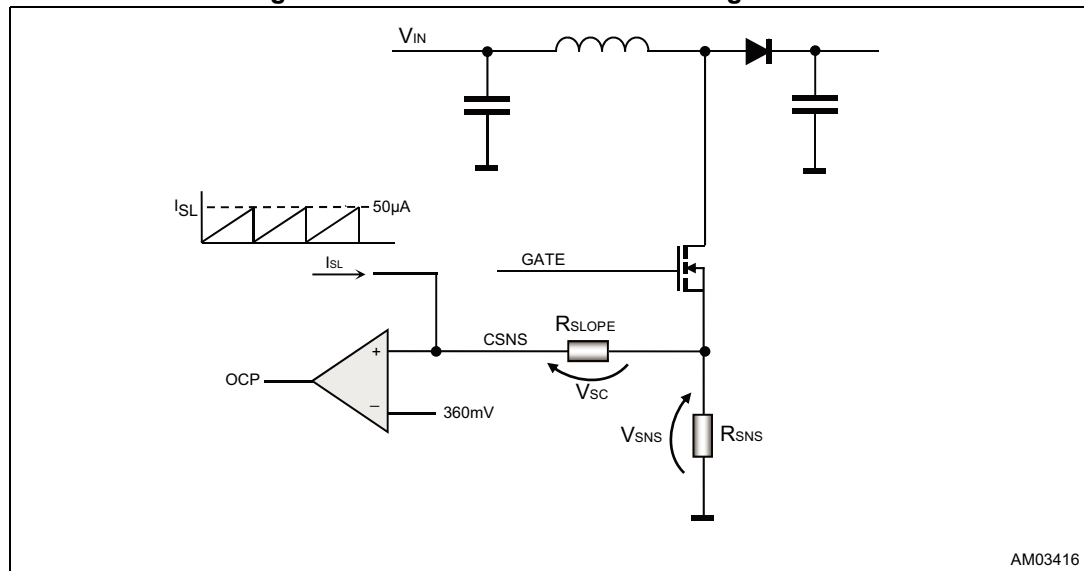 VIN
ISL
50µA
ISL
GATE
RSLOPE
CSNS
OCP
+
−
360mV
VSC
VSNS
RSNS
AM03416